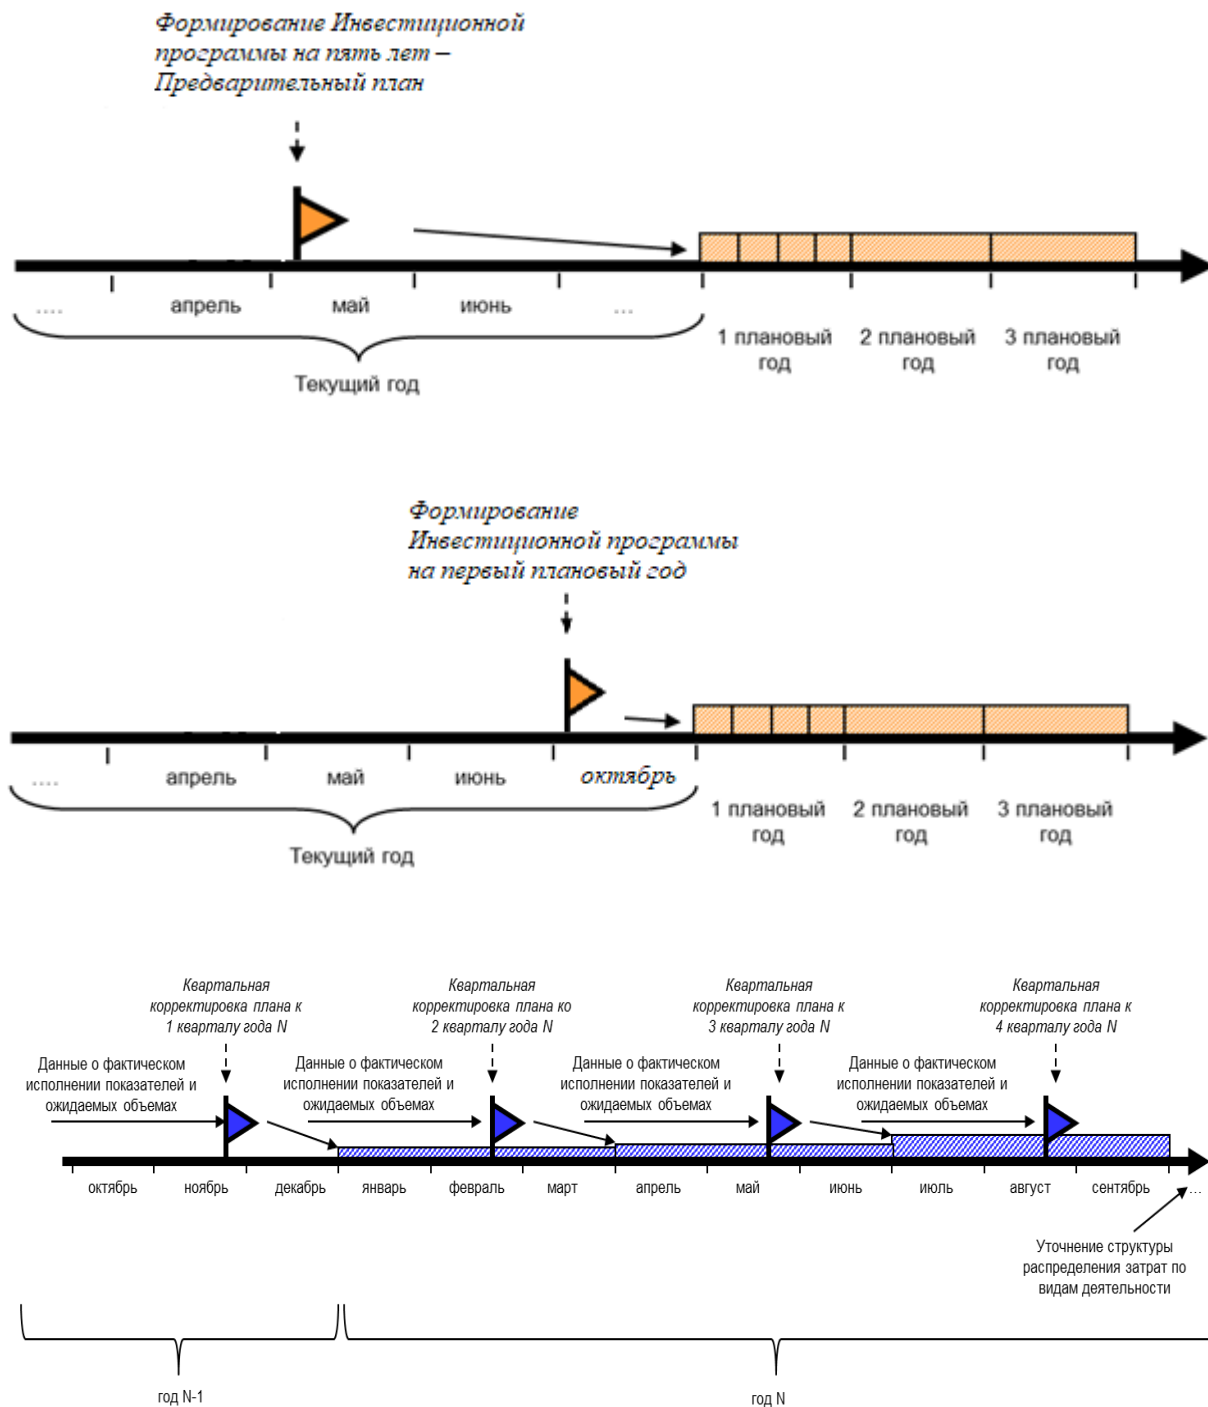 Формирование Инвестиционной
программы на пять лет –
Предварительный план
....
апрель
май
июнь
...
1 плановый
год
2 плановый
год
3 плановый
год
Текущий год
Формирование
Инвестиционной программы
на первый плановый год
....
апрель
май
июнь
октябрь
1 плановый
год
2 плановый
год
3 плановый
год
Текущий год
Квартальная
корректировка плана к
1 кварталу года N
Квартальная
корректировка плана ко
2 кварталу года N
Квартальная
корректировка плана к
3 кварталу года N
Квартальная
корректировка плана к
4 кварталу года N
Данные о фактическом
исполнении показателей и
ожидаемых объемах
Данные о фактическом
исполнении показателей и
ожидаемых объемах
Данные о фактическом
исполнении показателей и
ожидаемых объемах
Данные о фактическом
исполнении показателей и
ожидаемых объемах
октябрь
ноябрь
декабрь
январь
февраль
март
апрель
май
июнь
июль
август
сентябрь
...
Уточнение структуры
распределения затрат по
видам деятельности
год N-1
год N